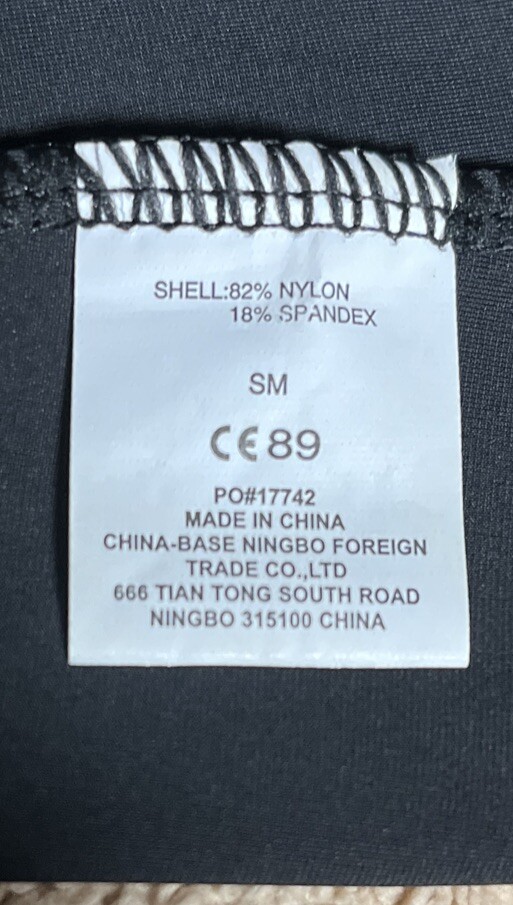 SHELL:82% NYLON
18% SPANDEX
SM
CE89
PO#17742
MADE IN CHINA
CHINA-BASE NINGBO FOREIGN
TRADE CO.,LTD
666 TIAN TONG SOUTH ROAD
NINGBO 315100 CHINA